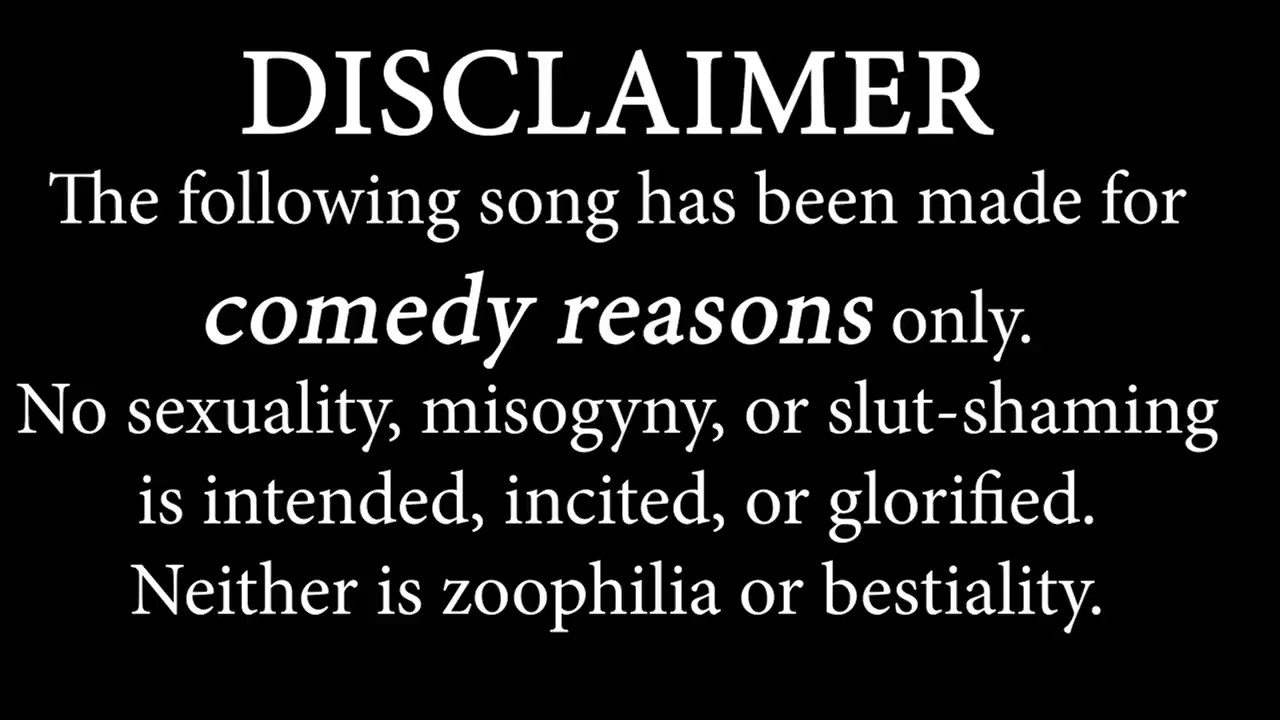 DISCLAIMER
The following song has been made for
comedy reasons only.
No sexuality, misogyny, or slut-shaming
is intended, incited, or glorified.
Neither is zoophilia or bestiality.